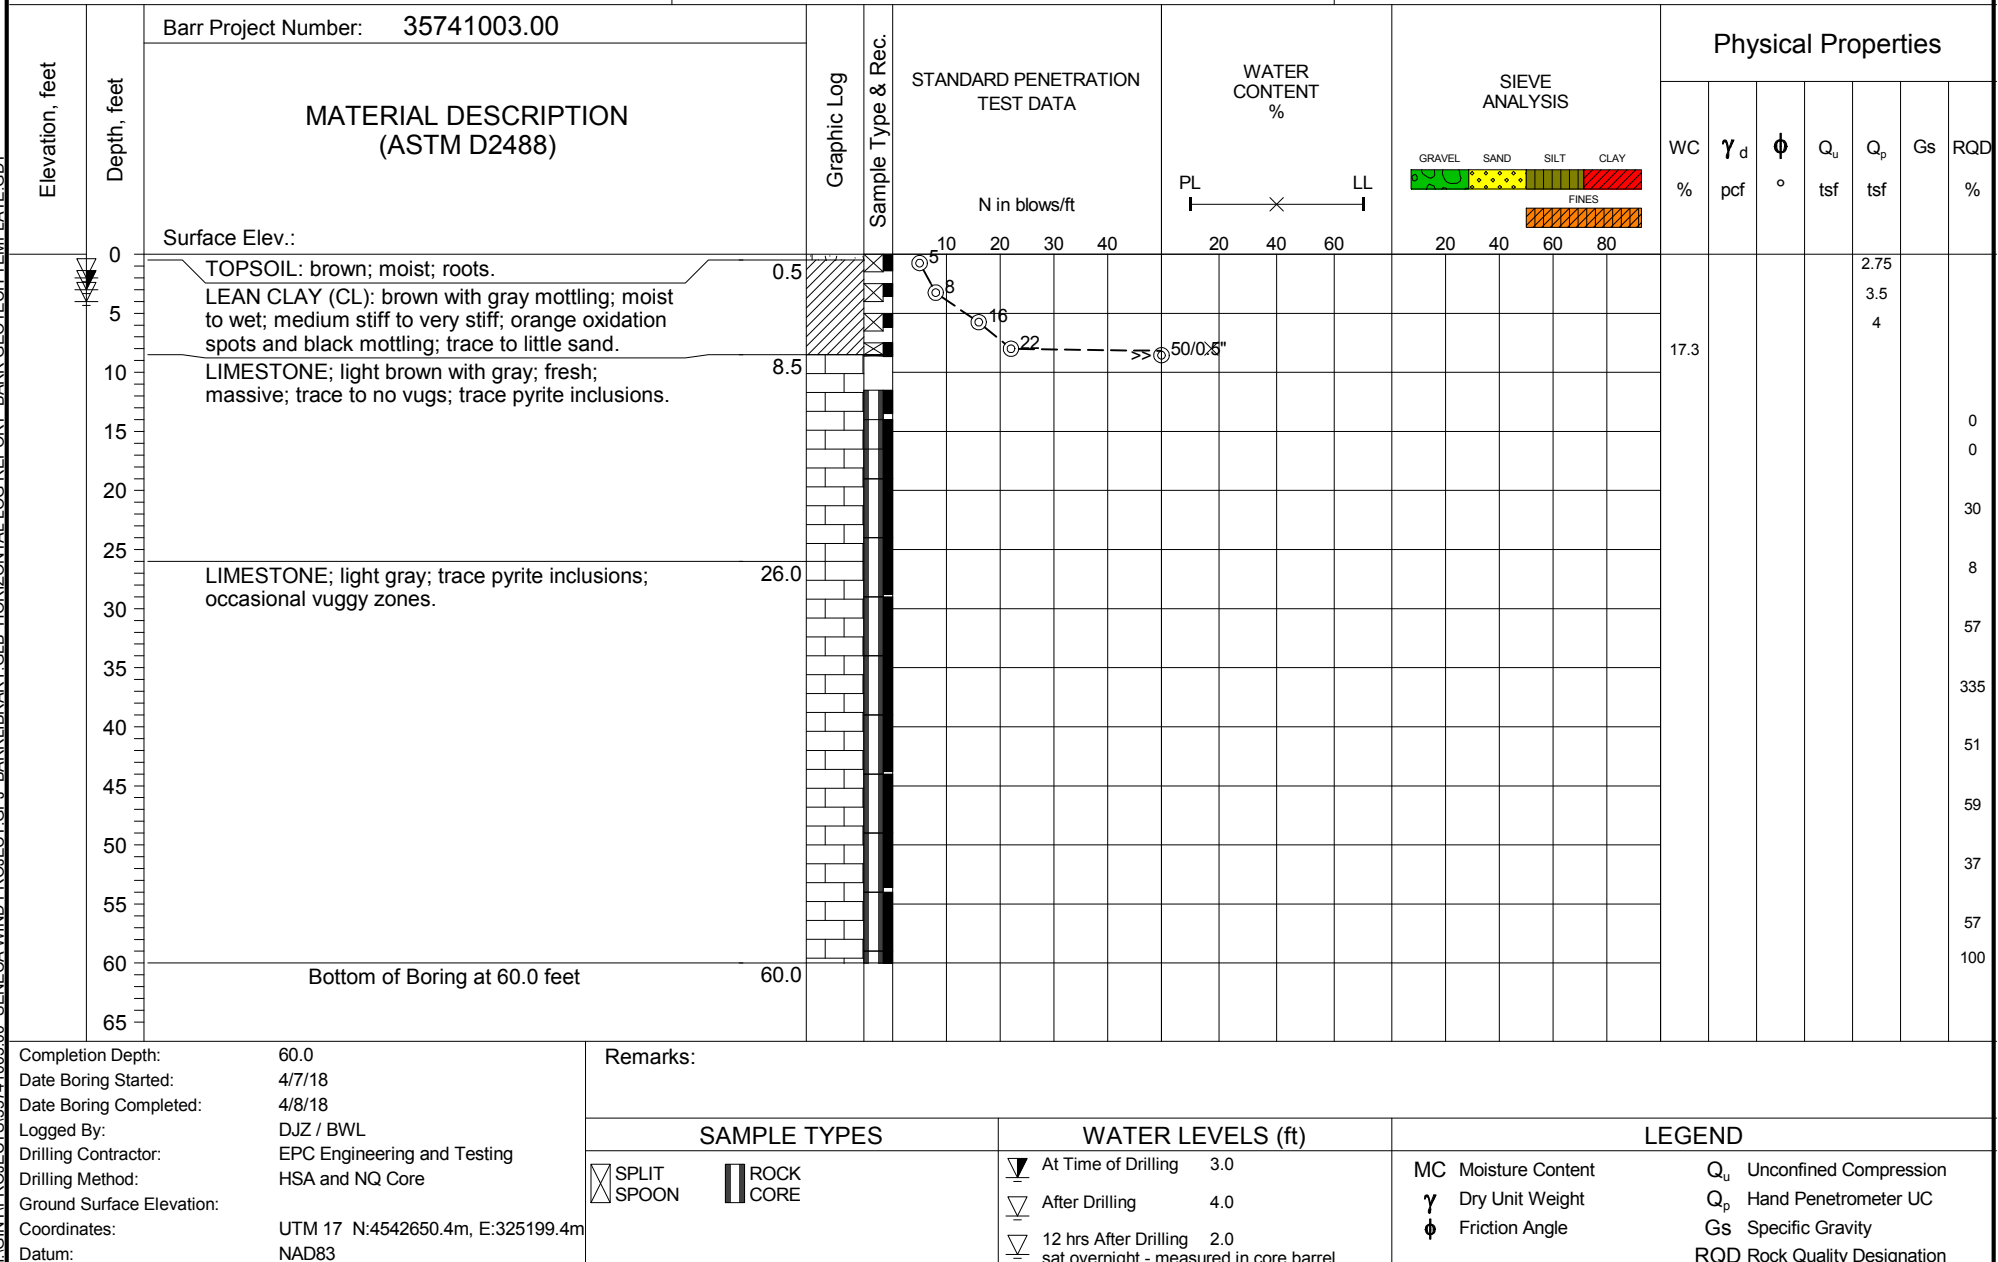 Barr Project Number: 35741003.00
Elevation, feet
Depth, feet
MATERIAL DESCRIPTION
(ASTM D2488)
Surface Elev.:
Graphic Log
Sample Type & Rec.
STANDARD PENETRATION
TEST DATA
N in blows/ft
10 20 30 40
WATER
CONTENT
%
PL LL
20 40 60
SIEVE
ANALYSIS
GRAVEL SAND SILT CLAY
FINES
20 40 60 80
Physical Properties
WC γd ϕ Qu Qp Gs RQD
% pcf ° tsf tsf %
0
TOPSOIL: brown; moist; roots. 0.5
5
2.75
LEAN CLAY (CL): brown with gray mottling; moist
8
3.5
5
to wet; medium stiff to very stiff; orange oxidation
16
4
spots and black mottling; trace to little sand.
22
>> 50/0.5"
17.3
10
8.5
LIMESTONE; light brown with gray; fresh;
massive; trace to no vugs; trace pyrite inclusions.
0
15
0
20
30
25
26.0
LIMESTONE; light gray; trace pyrite inclusions;
8
occasional vuggy zones.
30
57
35
335
40
51
45
59
50
37
55
57
100
60
Bottom of Boring at 60.0 feet 60.0
65
Completion Depth: 60.0
Date Boring Started: 4/7/18
Date Boring Completed: 4/8/18
Logged By: DJZ / BWL
Drilling Contractor: EPC Engineering and Testing
Drilling Method: HSA and NQ Core
Ground Surface Elevation:
Coordinates: UTM 17 N:4542650.4m, E:325199.4m
Datum: NAD83
Remarks:
SAMPLE TYPES
SPLIT
SPOON
ROCK
CORE
WATER LEVELS (ft)
At Time of Drilling 3.0
After Drilling 4.0
12 hrs After Drilling 2.0
sat overnight - measured in core barrel
LEGEND
MC Moisture Content
γ Dry Unit Weight
ϕ Friction Angle
Qu Unconfined Compression
Qp Hand Penetrometer UC
Gs Specific Gravity
RQD Rock Quality Designation